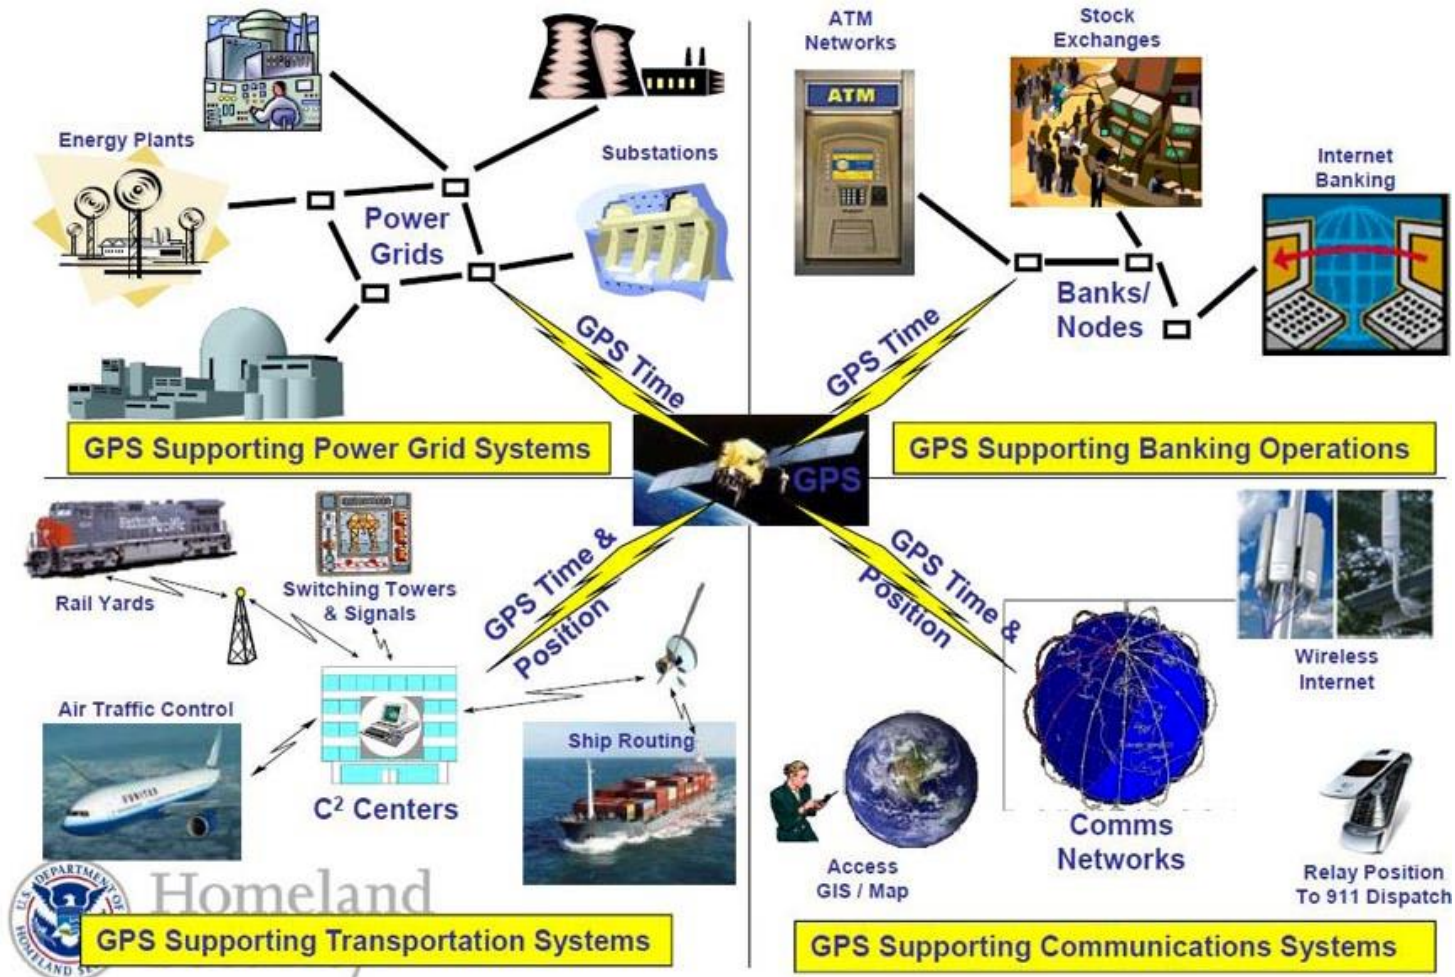 Energy Plants
Substations
Power
Grids
GPS Time
GPS Supporting Power Grid Systems
ATM
Networks
Stock
Exchanges
ATM
Internet
Banking
Banks/
Nodes
GPS Time
GPS Supporting Banking Operations
GPS
Rail Yards
Switching Towers
& Signals
GPS Time &
Position
Air Traffic Control
C² Centers
Ship Routing
Homeland
U.S. DEPARTMENT OF
HOMELAND
GPS Supporting Transportation Systems
GPS Time &
Position
Wireless
Internet
Access
GIS / Map
Comms
Networks
Relay Position
To 911 Dispatch
GPS Supporting Communications Systems